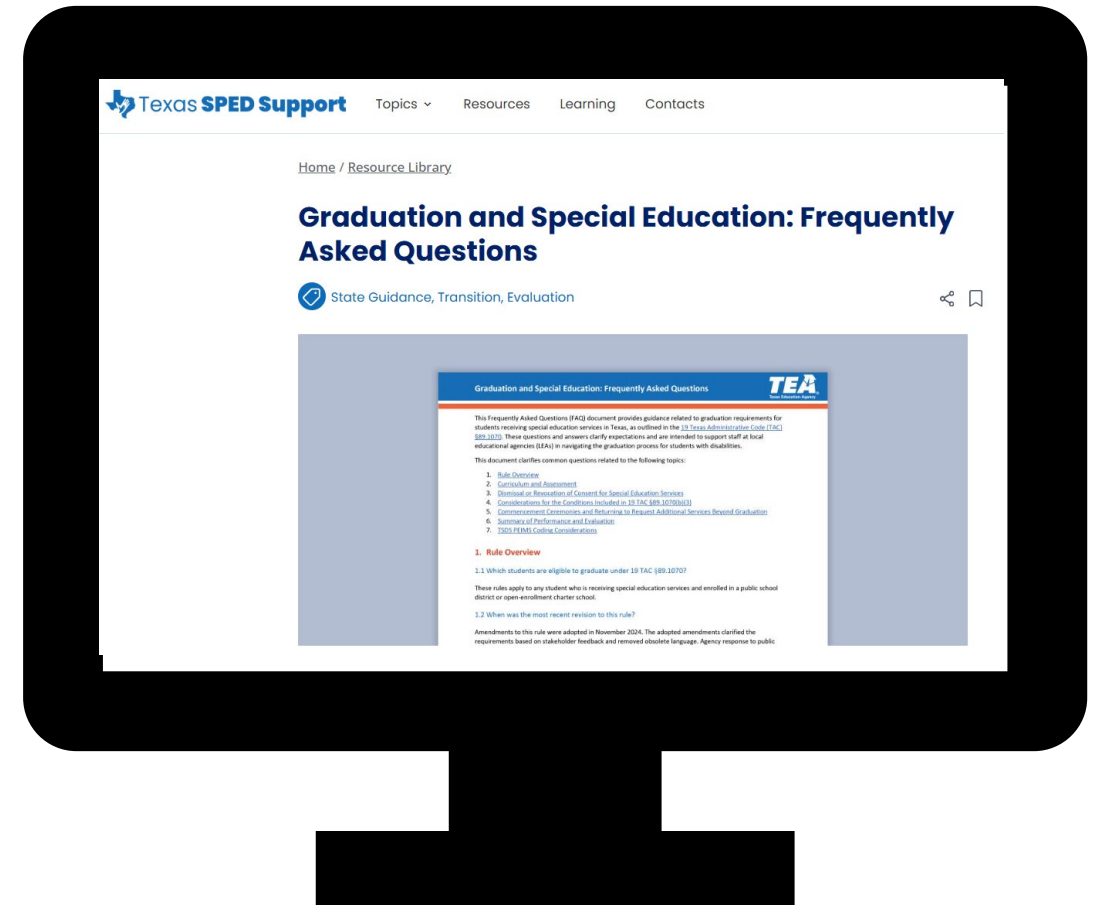 Texas SPED Support Topics Resources Learning Contacts
Home / Resource Library
Graduation and Special Education: Frequently
Asked Questions
State Guidance, Transition, Evaluation
Graduation and Special Education: Frequently Asked Questions
TEA
Texas Education Agency
This Frequently Asked Questions (FAQ) document provides guidance related to graduation requirements for
students receiving special education services in Texas, as outlined in the 19 Texas Administrative Code (TAC)
§89.1070. These questions and answers clarify expectations and are intended to support staff at local
educational agencies (LEAs) in navigating the graduation process for students with disabilities.
This document clarifies common questions related to the following topics:
1. Rule Overview
2. Curriculum and Assessment
3. Dismissal or Revocation of Consent for Special Education Services
4. Considerations for the Conditions Included in 19 TAC §89.1070(b)(3)
5. Commencement Ceremonies and Returning to Request Additional Services Beyond Graduation
6. Summary of Performance and Evaluation
7. TSDS PEIMS Coding Considerations
1. Rule Overview
1.1 Which students are eligible to graduate under 19 TAC §89.1070?
These rules apply to any student who is receiving special education services and enrolled in a public school
district or open-enrollment charter school.
1.2 When was the most recent revision to this rule?
Amendments to this rule were adopted in November 2024. The adopted amendments clarified the
requirements based on stakeholder feedback and removed obsolete language. Agency response to public